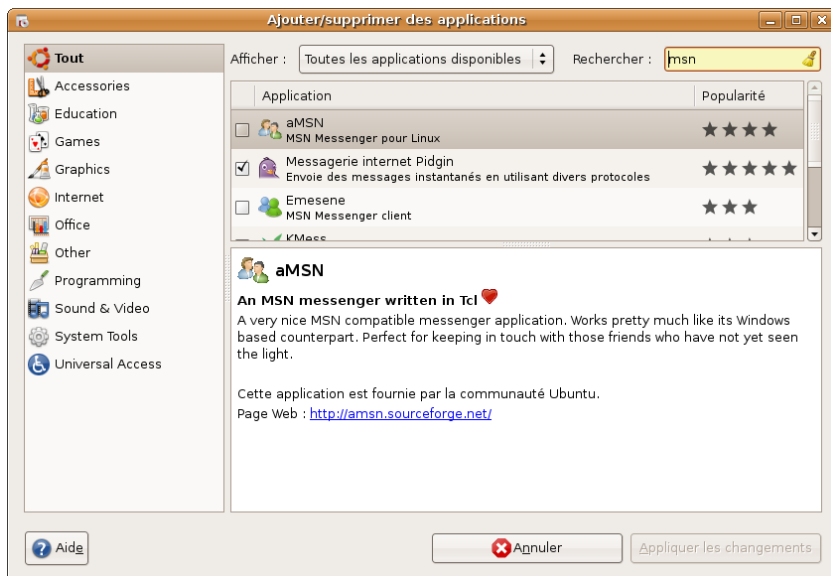 Ajouter/supprimer des applications
Tout
Accessories
Education
Games
Graphics
Internet
Office
Other
Programming
Sound & Video
System Tools
Universal Access
Afficher : Toutes les applications disponibles Rechercher : msn
Application Popularité
aMSN
MSN Messenger pour Linux
Messagerie internet Pidgin
Envoie des messages instantanés en utilisant divers protocoles
Emesene
MSN Messenger client
KMess
aMSN
An MSN messenger written in Tcl
A very nice MSN compatible messenger application. Works pretty much like its Windows
based counterpart. Perfect for keeping in touch with those friends who have not yet seen
the light.
Cette application est fournie par la communauté Ubuntu.
Page Web : http://amsn.sourceforge.net/
Aide Annuler Appliquer les changements